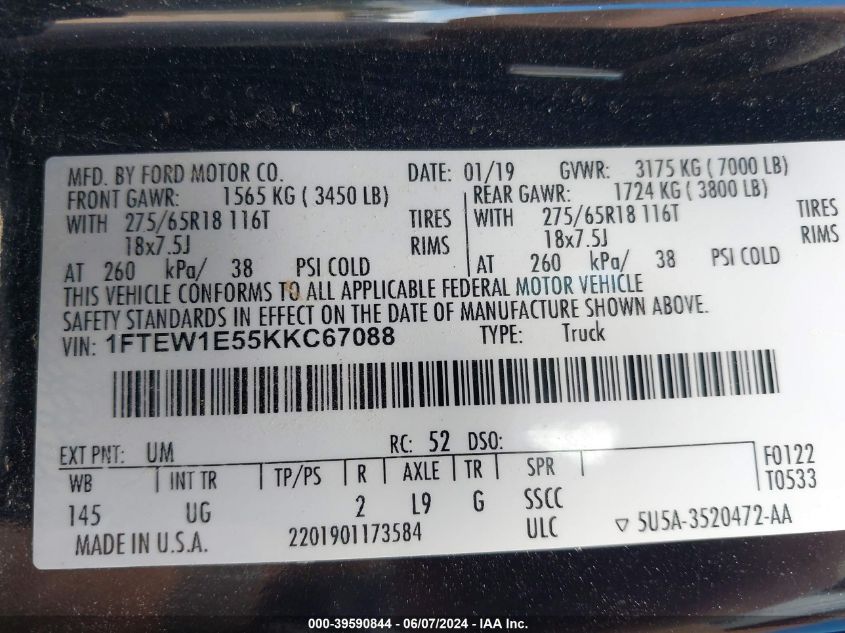 MFD. BY FORD MOTOR CO. DATE: 01/19 GVWR: 3175 KG ( 7000 LB)
FRONT GAWR: 1565 KG ( 3450 LB) REAR GAWR: 1724 KG ( 3800 LB)
WITH 275/65R18 116T TIRES WITH 275/65R18 116T TIRES
18x7.5J RIMS 18x7.5J RIMS
AT 260 kPa/ 38 PSI COLD AT 260 kPa/ 38 PSI COLD
THIS VEHICLE CONFORMS TO ALL APPLICABLE FEDERAL MOTOR VEHICLE
SAFETY STANDARDS IN EFFECT ON THE DATE OF MANUFACTURE SHOWN ABOVE.
VIN: 1FTEW1E55KKC67088 TYPE: Truck
EXT PNT: UM RC: 52 DSO: F0122
WB INT TR TP/PS R AXLE TR SPR T0533
145 UG 2 L9 G SSCC
MADE IN U.S.A. 2201901173584 ULC ▽ 5U5A-3520472-AA
000-39590844 | 06/07/2024 - IAA Inc.